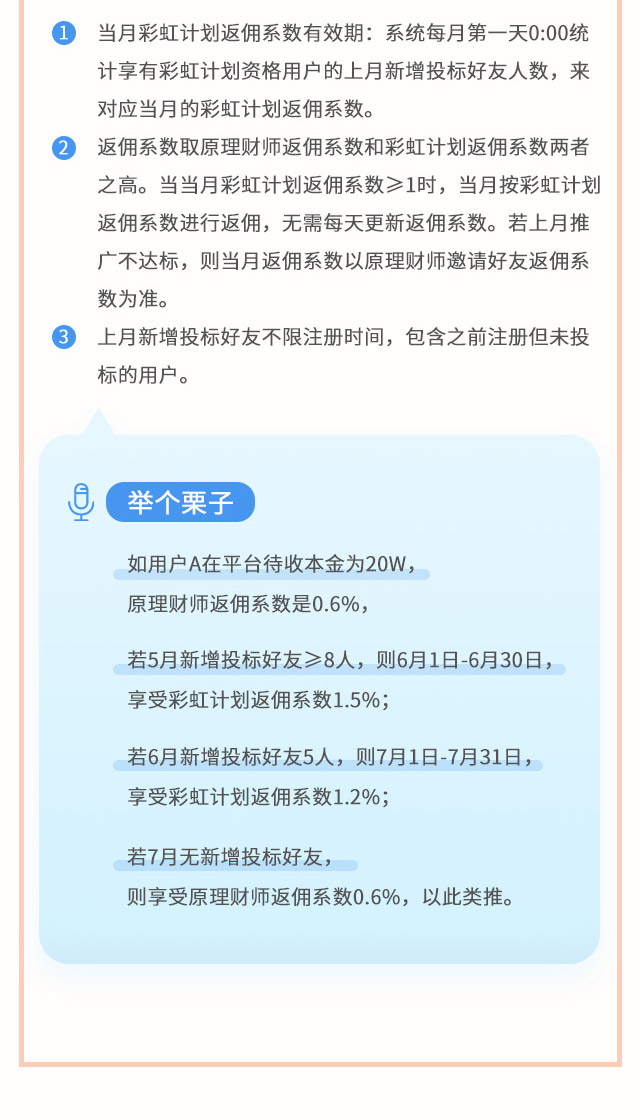 1 当月彩虹计划返佣系数有效期：系统每月第一天0:00统
计享有彩虹计划资格用户的上月新增投标好友人数，来
对应当月的彩虹计划返佣系数。
2 返佣系数取原理财师返佣系数和彩虹计划返佣系数两者
之高。当当月彩虹计划返佣系数≥1时，当月按彩虹计划
返佣系数进行返佣，无需每天更新返佣系数。若上月推
广不达标，则当月返佣系数以原理财师邀请好友返佣系
数为准。
3 上月新增投标好友不限注册时间，包含之前注册但未投
标的用户。
举个栗子
如用户A在平台待收本金为20W，
原理财师返佣系数是0.6%，
若5月新增投标好友≥8人，则6月1日-6月30日，
享受彩虹计划返佣系数1.5%；
若6月新增投标好友5人，则7月1日-7月31日，
享受彩虹计划返佣系数1.2%；
若7月无新增投标好友，
则享受原理财师返佣系数0.6%，以此类推。